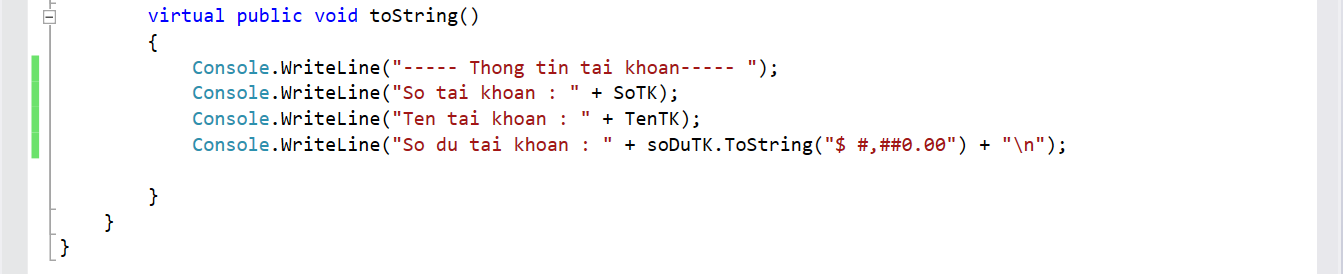 virtual public void toString()
{
Console.WriteLine("----- Thong tin tai khoan----- ");
Console.WriteLine("So tai khoan : " + SoTK);
Console.WriteLine("Ten tai khoan : " + TenTK);
Console.WriteLine("So du tai khoan : " + soDuTK.ToString("$ #,##0.00") + "\n");
}
}
}